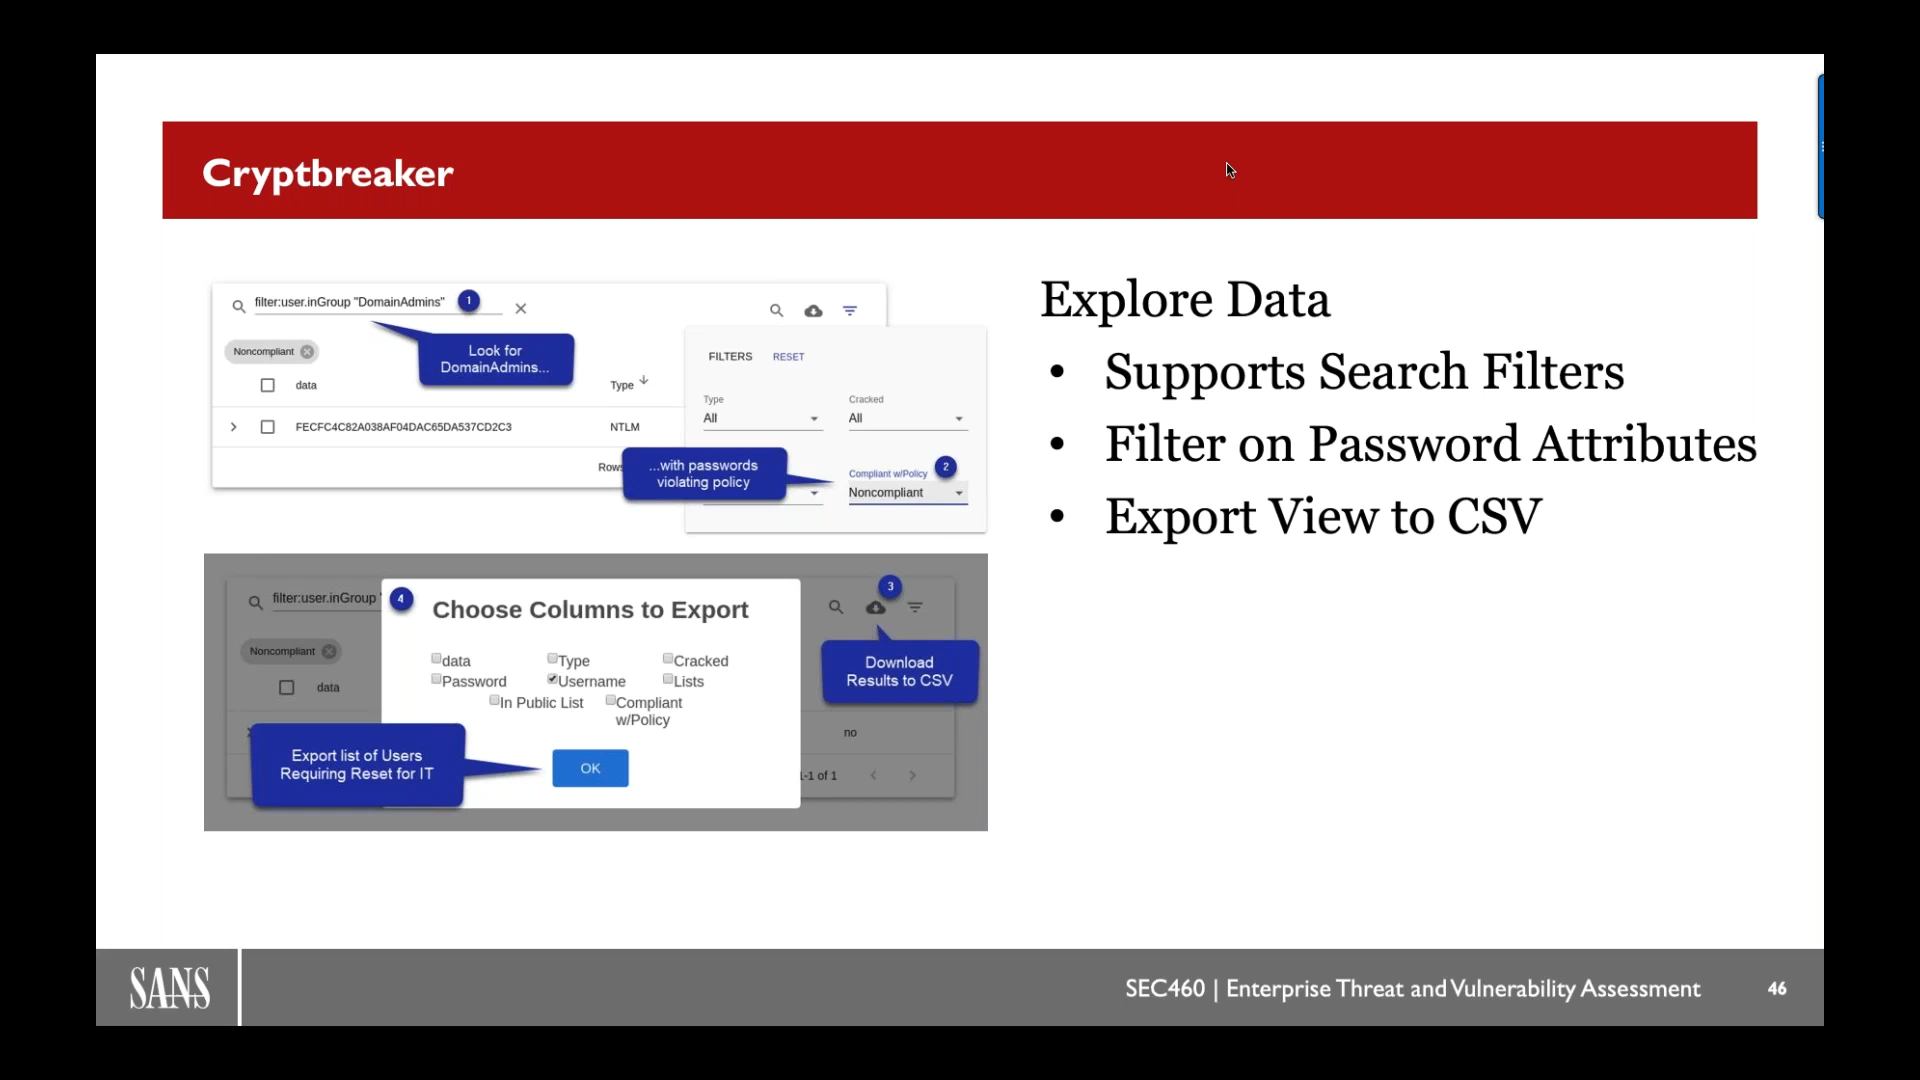 Cryptbreaker
filter:user.inGroup "DomainAdmins"
1
Noncompliant
Look for
DomainAdmins...
data
Type
FECFC4C82A038AF04DAC65DA537CD2C3
NTLM
Rows
FILTERS
RESET
Type
Cracked
All
All
...with passwords
violating policy
Compliant w/Policy
2
Noncompliant
Explore Data
• Supports Search Filters
• Filter on Password Attributes
• Export View to CSV
filter:user.inGroup "
4
Choose Columns to Export
3
Noncompliant
data
data
Type
Cracked
Password
Username
Lists
In Public List
Compliant
w/Policy
Download
Results to CSV
Export list of Users
Requiring Reset for IT
OK
no
1-1 of 1
SANS
SEC460 | Enterprise Threat and Vulnerability Assessment
46